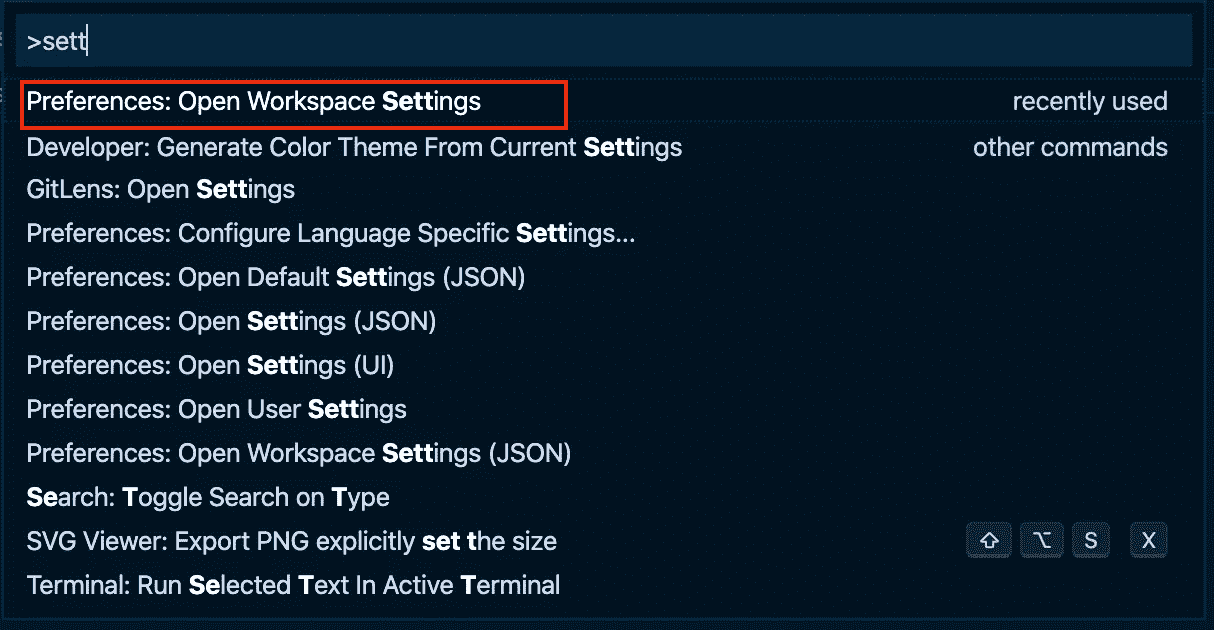 >sett
Preferences: Open Workspace Settings recently used
Developer: Generate Color Theme From Current Settings other commands
GitLens: Open Settings
Preferences: Configure Language Specific Settings...
Preferences: Open Default Settings (JSON)
Preferences: Open Settings (JSON)
Preferences: Open Settings (UI)
Preferences: Open User Settings
Preferences: Open Workspace Settings (JSON)
Search: Toggle Search on Type
SVG Viewer: Export PNG explicitly set the size ⇧ ⌥ S X
Terminal: Run Selected Text In Active Terminal